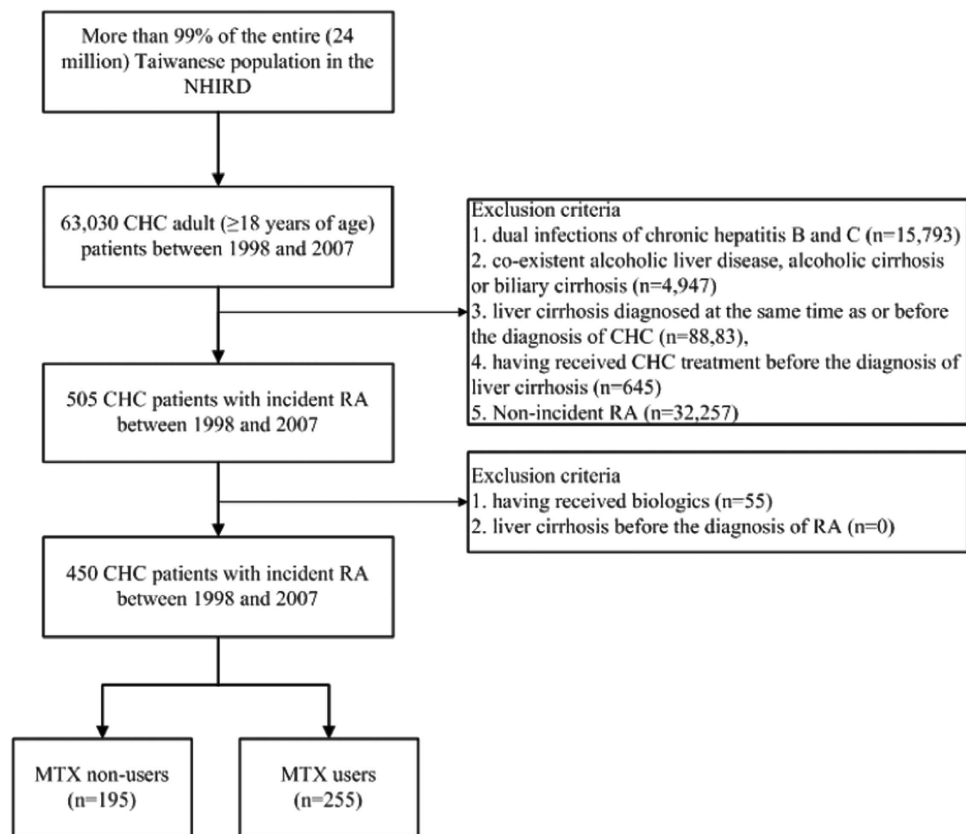 More than 99% of the entire (24
million) Taiwanese population in the
NHIRD
63,030 CHC adult (≥18 years of age)
patients between 1998 and 2007
Exclusion criteria
1. dual infections of chronic hepatitis B and C (n=15,793)
2. co-existent alcoholic liver disease, alcoholic cirrhosis
or biliary cirrhosis (n=4,947)
3. liver cirrhosis diagnosed at the same time as or before
the diagnosis of CHC (n=88,83),
4. having received CHC treatment before the diagnosis of
liver cirrhosis (n=645)
5. Non-incident RA (n=32,257)
505 CHC patients with incident RA
between 1998 and 2007
Exclusion criteria
1. having received biologics (n=55)
2. liver cirrhosis before the diagnosis of RA (n=0)
450 CHC patients with incident RA
between 1998 and 2007
MTX non-users
(n=195)
MTX users
(n=255)